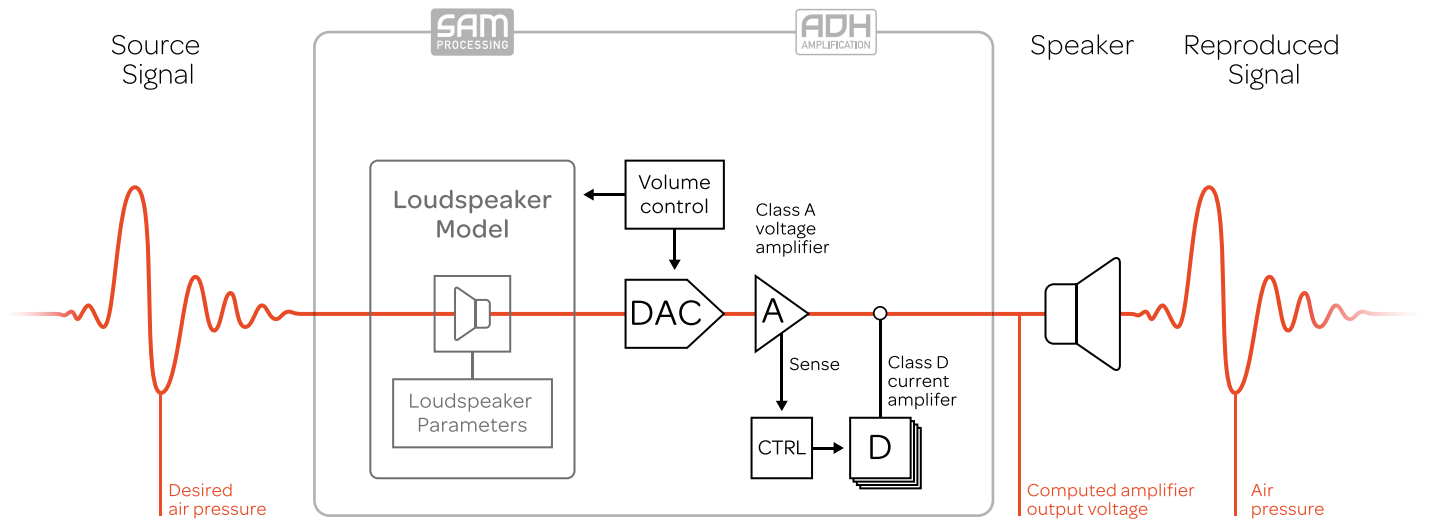 SAM
PROCESSING
ADH
AMPLIFICATION
Source
Signal
Speaker
Reproduced
Signal
Loudspeaker
Model
Volume
control
Class A
voltage
amplifier
DAC
A
Sense
Class D
current
amplifer
Loudspeaker
Parameters
CTRL
D
Desired
air pressure
Computed amplifier
output voltage
Air
pressure